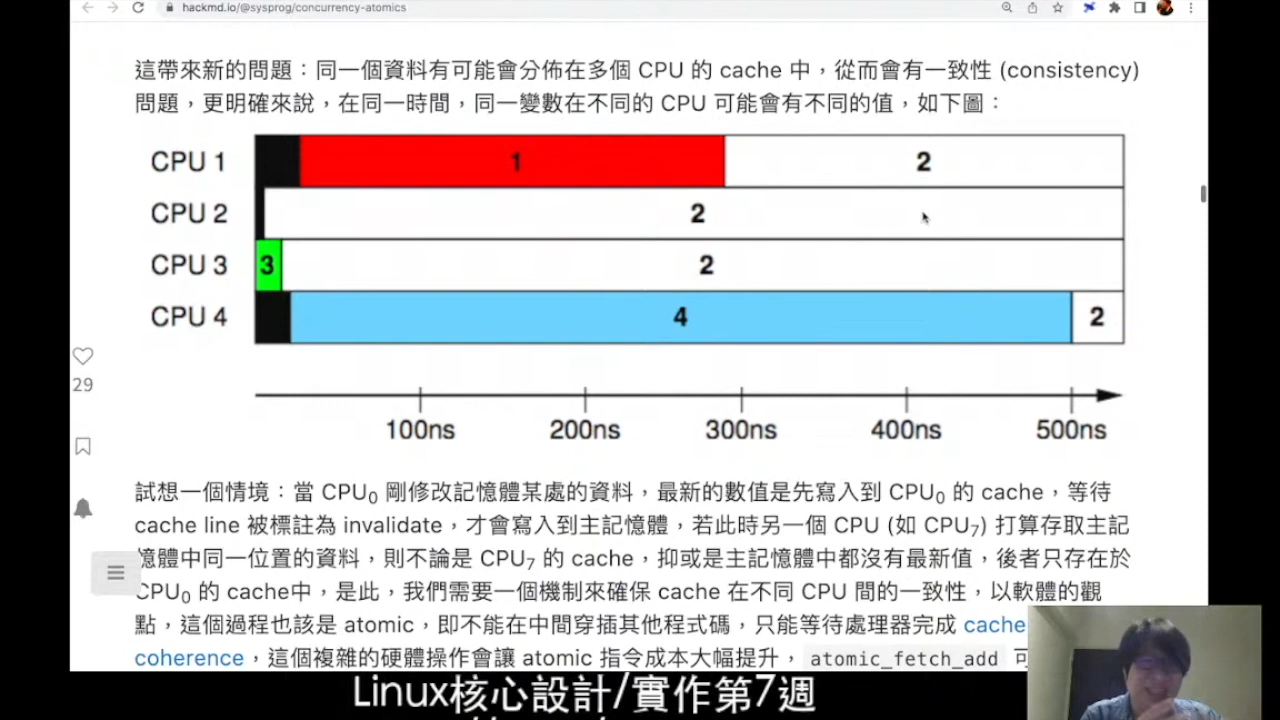 hackmd.io/@sysprog/concurrency-atomics
這帶來新的問題：同一個資料有可能會分佈在多個 CPU 的 cache 中，從而會有一致性 (consistency)
問題，更明確來說，在同一時間，同一變數在不同的 CPU 可能會有不同的值，如下圖：
CPU 1 1 2
CPU 2 2
CPU 3 3 2
CPU 4 4 2
100ns 200ns 300ns 400ns 500ns
29
試想一個情境：當 CPU0 剛修改記憶體某處的資料，最新的數值是先寫入到 CPU0 的 cache，等待
cache line 被標註為 invalidate，才會寫入到主記憶體，若此時另一個 CPU (如 CPU7) 打算存取主記
憶體中同一位置的資料，則不論是 CPU7 的 cache，抑或是主記憶體中都沒有最新值，後者只存在於
CPU0 的 cache中，是此，我們需要一個機制來確保 cache 在不同 CPU 間的一致性，以軟體的觀
點，這個過程也該是 atomic，即不能在中間穿插其他程式碼，只能等待處理器完成 cache
coherence，這個複雜的硬體操作會讓 atomic 指令成本大幅提升，atomic_fetch_add
Linux核心設計/實作第7週